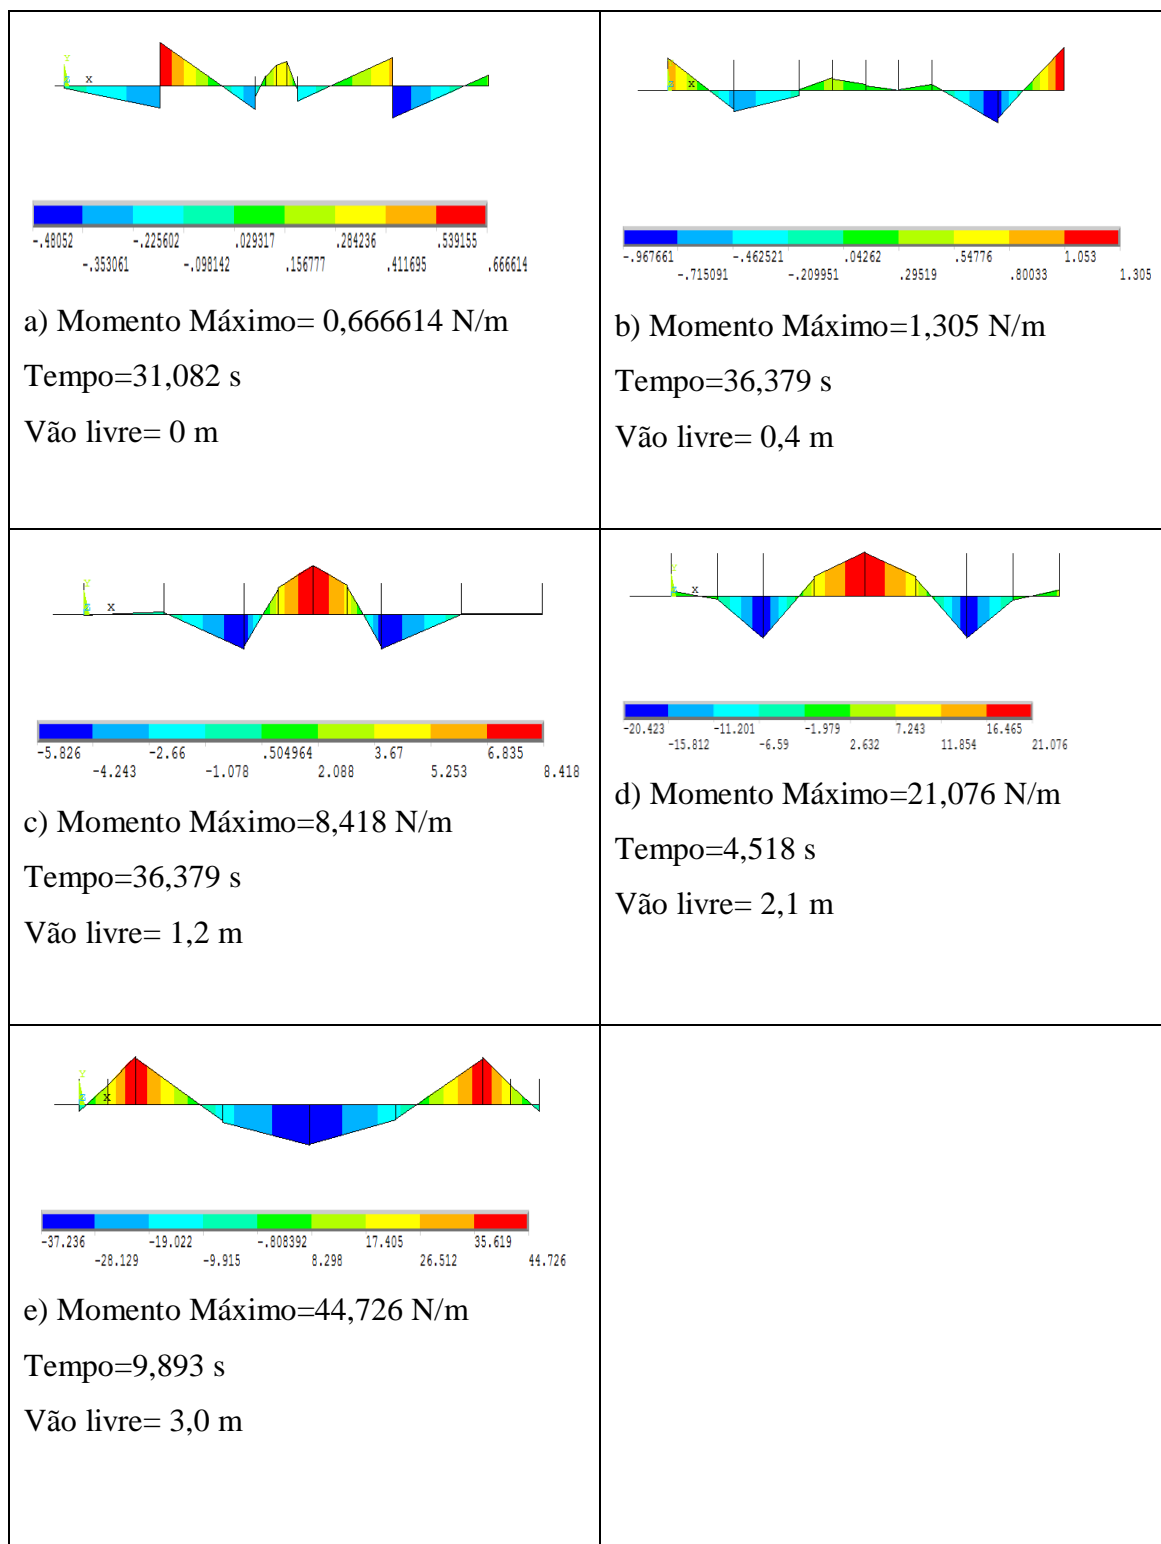 Y
Z X
-.48052 -.225602 .029317 .284236 .539155
-.353061 -.098142 .156777 .411695 .666614
a) Momento Máximo= 0,666614 N/m
Tempo=31,082 s
Vão livre= 0 m
Y
Z X
-.967661 -.462521 .04262 .54776 1.053
-.715091 -.209951 .29519 .80033 1.305
b) Momento Máximo=1,305 N/m
Tempo=36,379 s
Vão livre= 0,4 m
Y
Z X
-5.826 -2.66 .504964 3.67 6.835
-4.243 -1.078 2.088 5.253 8.418
c) Momento Máximo=8,418 N/m
Tempo=36,379 s
Vão livre= 1,2 m
Y
Z X
-20.423 -11.201 -1.979 7.243 16.465
-15.812 -6.59 2.632 11.854 21.076
d) Momento Máximo=21,076 N/m
Tempo=4,518 s
Vão livre= 2,1 m
Y
Z X
-37.236 -19.022 -.808392 17.405 35.619
-28.129 -9.915 8.298 26.512 44.726
e) Momento Máximo=44,726 N/m
Tempo=9,893 s
Vão livre= 3,0 m